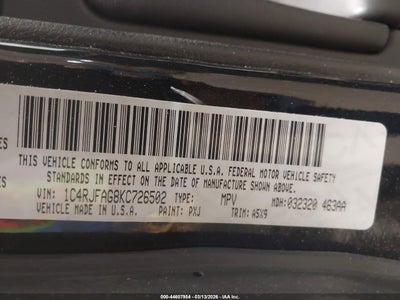 THIS VEHICLE CONFORMS TO ALL APPLICABLE U.S.A. FEDERAL MOTOR VEHICLE SAFETY
STANDARDS IN EFFECT ON THE DATE OF MANUFACTURE SHOWN ABOVE.
VIN: 1C4RJFAG8KC726502 TYPE: MPV MDH: 032320 463AA
VEHICLE MADE IN U.S.A. PAINT: PXJ TRIM: A5X9
000-44607954 | 03/13/2026 - IAA, Inc.